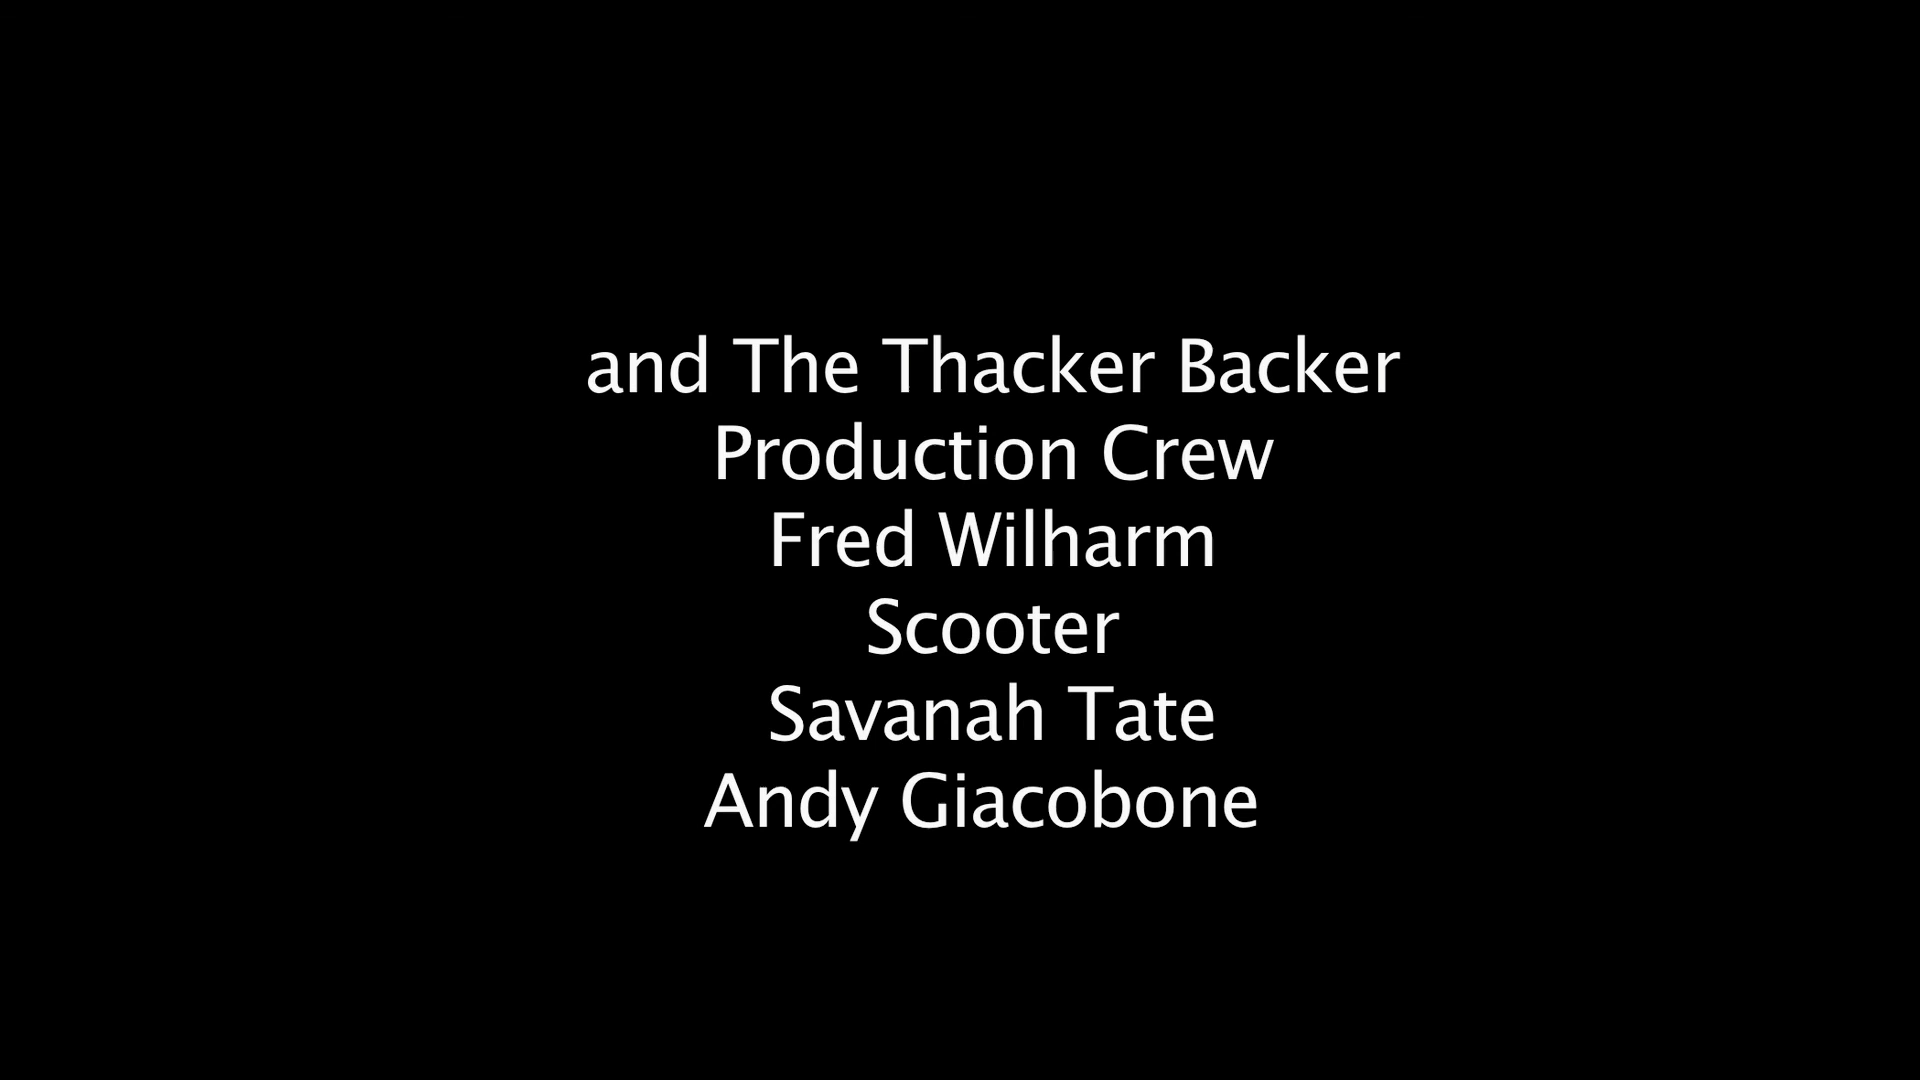 and The Thacker Backer
Production Crew
Fred Wilharm
Scooter
Savanah Tate
Andy Giacobone